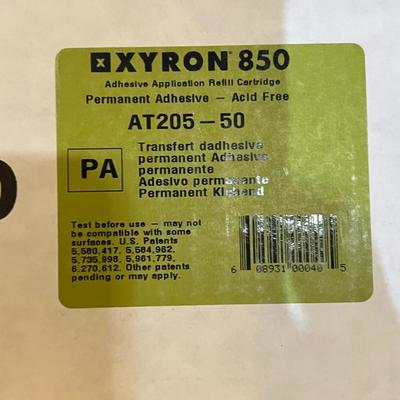 XYRON® 850
Adhesive Application Refill Cartridge
Permanent Adhesive – Acid Free
AT205–50
PA
Transfert dadhesive
permanent Adhesivo
permanente
Adesivo permanente
Permanent Klebend
Test before use – may not
be compatible with some
surfaces. U.S. Patents
5,580,417, 5,584,962,
5,735,998, 5,961,779,
6,270,612. Other patents
pending or may apply.
6 08931 00040 5